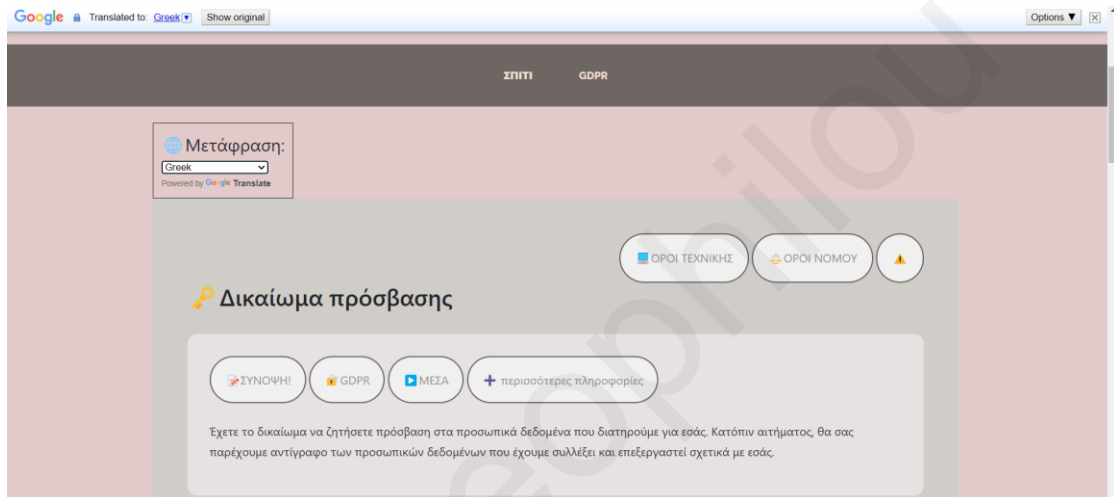 Google Translated to: Greek Show original Options ▼
ΣΠΙΤΙ GDPR
Μετάφραση:
Greek
Powered by Google Translate
ΟΡΟΙ ΤΕΧΝΙΚΗΣ ΟΡΟΙ ΝΟΜΟΥ
Δικαίωμα πρόσβασης
ΣΥΝΟΨΗ! GDPR ΜΕΣΑ περισσότερες πληροφορίες
Έχετε το δικαίωμα να ζητήσετε πρόσβαση στα προσωπικά δεδομένα που διατηρούμε για εσάς. Κατόπιν αιτήματος, θα σας
παρέχουμε αντίγραφο των προσωπικών δεδομένων που έχουμε συλλέξει και επεξεργαστεί σχετικά με εσάς.
eophilou